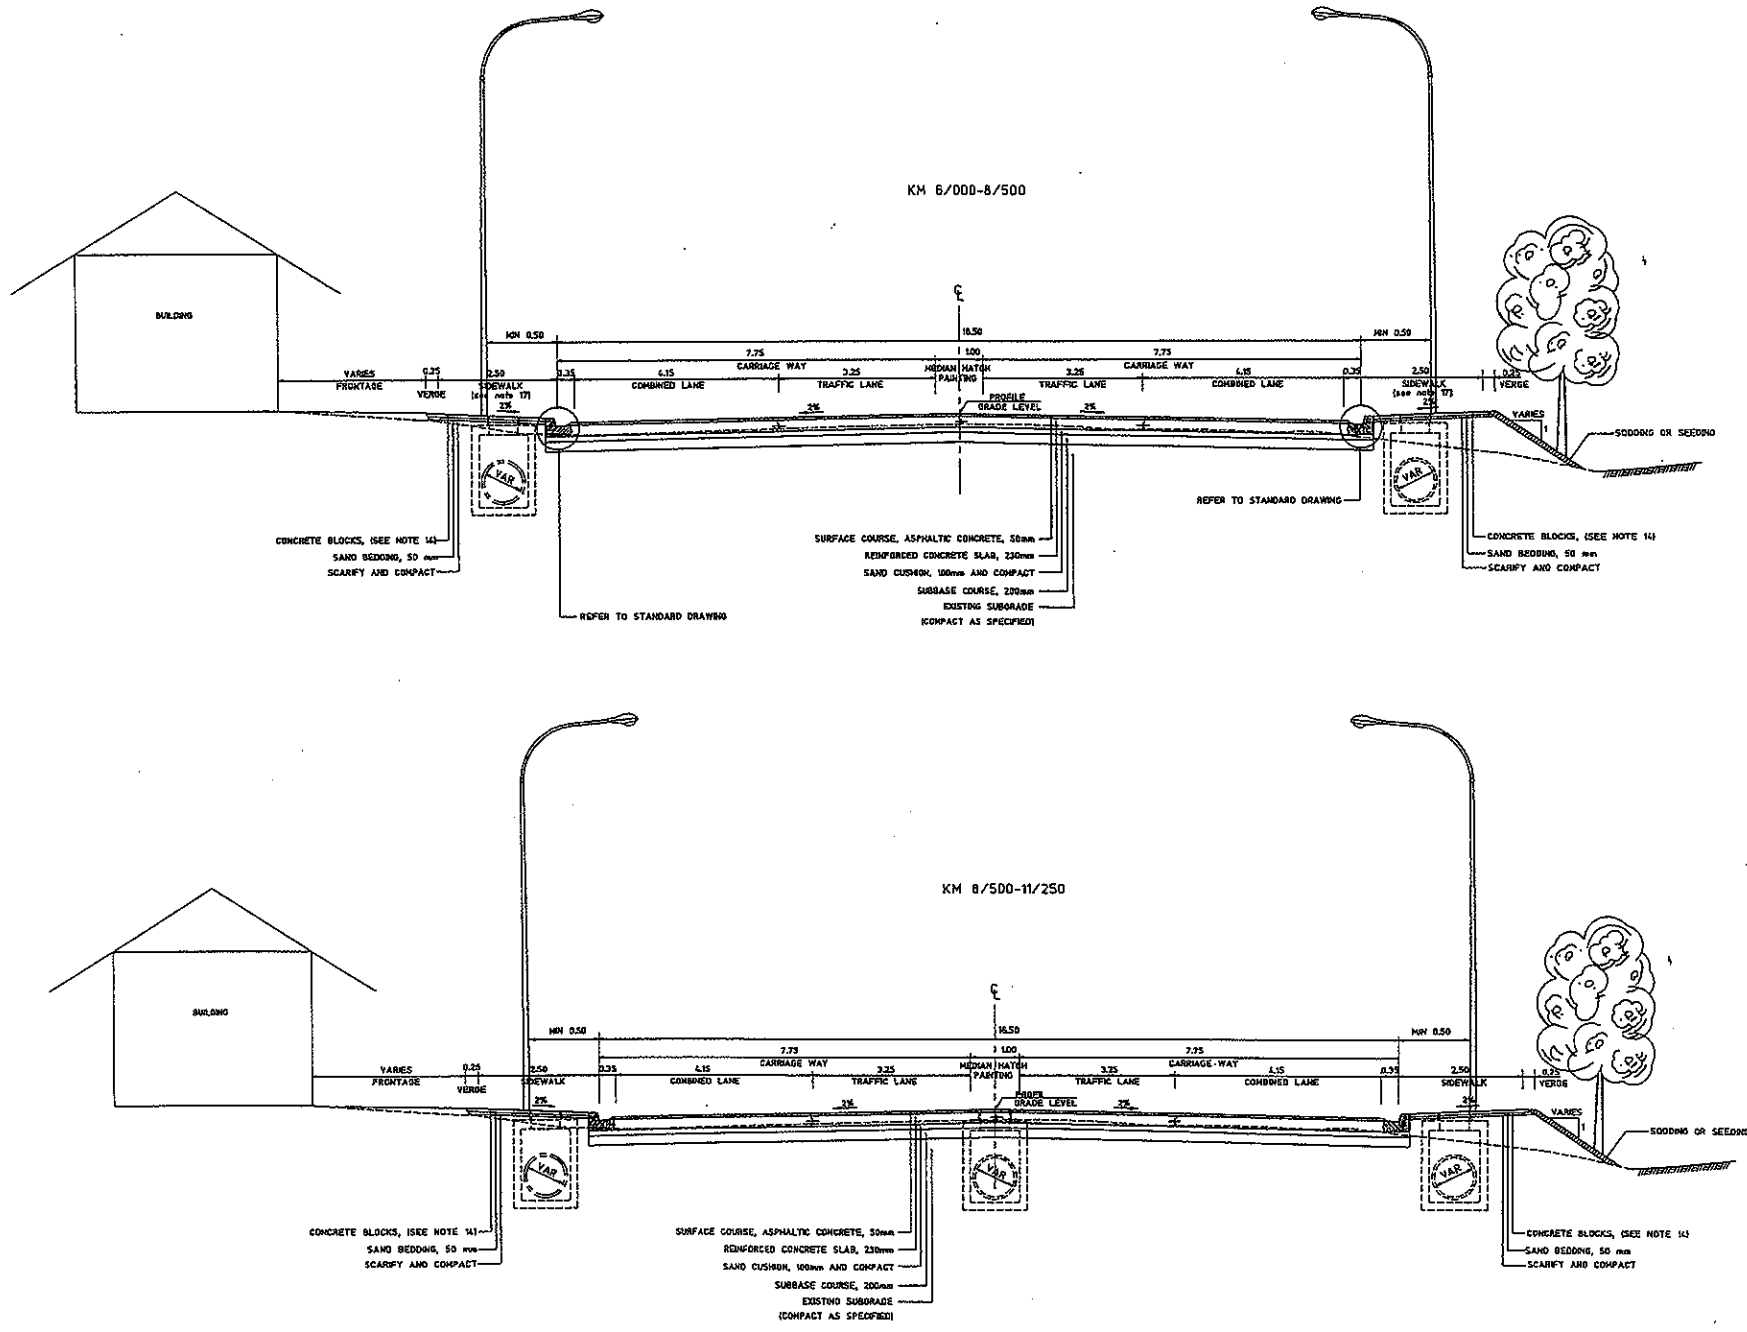 KM 6/000-8/500
BUILDING
MIN 0.50
16.50
MIN 0.50
7.75
1.00
7.75
CARRIAGE WAY
MEDIAN HATCH
PAINTING
CARRIAGE WAY
VARIES
0.25
2.50
0.35
4.15
3.25
3.25
4.15
0.35
2.50
0.25
FRONTAGE
VERGE
SIDEWALK
(see note 17)
COMBINED LANE
TRAFFIC LANE
TRAFFIC LANE
COMBINED LANE
SIDEWALK
(see note 17)
VERGE
2%
2%
PROFILE
GRADE LEVEL
2%
2%
VARIES
1
SODDING OR SEEDING
VAR
VAR
REFER TO STANDARD DRAWING
CONCRETE BLOCKS, (SEE NOTE 14)
SAND BEDDING, 50 mm
SCARIFY AND COMPACT
SURFACE COURSE, ASPHALTIC CONCRETE, 50mm
REINFORCED CONCRETE SLAB, 230mm
SAND CUSHION, 100mm AND COMPACT
SUBBASE COURSE, 200mm
EXISTING SUBGRADE
(COMPACT AS SPECIFIED)
CONCRETE BLOCKS, (SEE NOTE 14)
SAND BEDDING, 50 mm
SCARIFY AND COMPACT
REFER TO STANDARD DRAWING
KM 8/500-11/250
BUILDING
MIN 0.50
16.50
MIN 0.50
7.75
1.00
7.75
CARRIAGE WAY
MEDIAN HATCH
PAINTING
CARRIAGE-WAY
VARIES
0.25
2.50
0.35
4.15
3.25
3.25
4.15
0.35
2.50
0.25
FRONTAGE
VERGE
SIDEWALK
COMBINED LANE
TRAFFIC LANE
TRAFFIC LANE
COMBINED LANE
SIDEWALK
VERGE
2%
2%
GRADE LEVEL
2%
2%
VARIES
1
SODDING OR SEEDING
VAR
VAR
VAR
CONCRETE BLOCKS, (SEE NOTE 14)
SAND BEDDING, 50 mm
SCARIFY AND COMPACT
SURFACE COURSE, ASPHALTIC CONCRETE, 50mm
REINFORCED CONCRETE SLAB, 230mm
SAND CUSHION, 100mm AND COMPACT
SUBBASE COURSE, 200mm
EXISTING SUBGRADE
(COMPACT AS SPECIFIED)
CONCRETE BLOCKS, (SEE NOTE 14)
SAND BEDDING, 50 mm
SCARIFY AND COMPACT